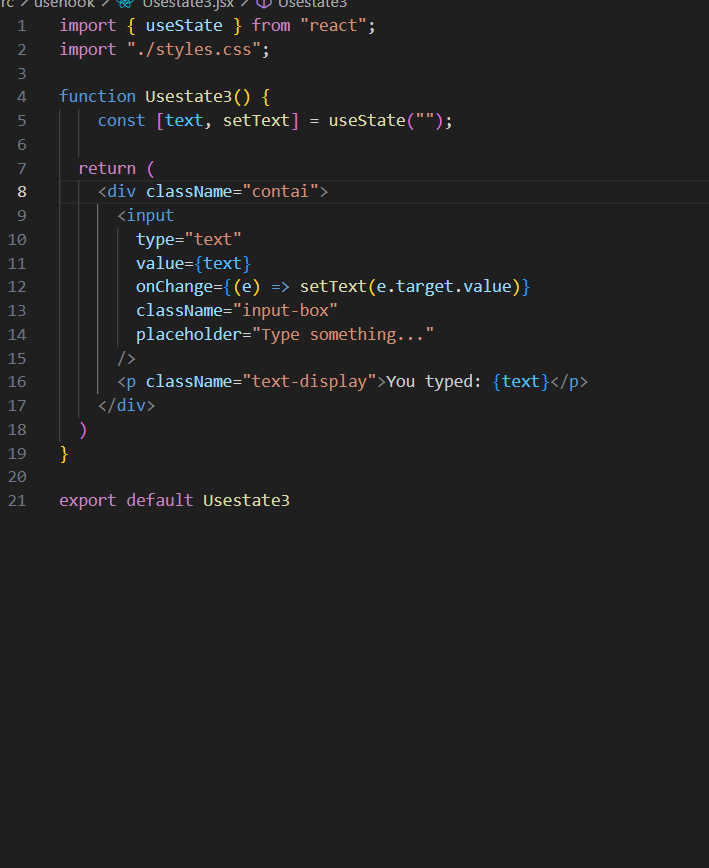 rc > usehook > Usestate3.jsx > Usestate3
1 import { useState } from "react";
2 import "./styles.css";
3
4 function Usestate3() {
5 const [text, setText] = useState("");
6
7 return (
8 <div className="contai">
9 <input
10 type="text"
11 value={text}
12 onChange={(e) => setText(e.target.value)}
13 className="input-box"
14 placeholder="Type something..."
15 />
16 <p className="text-display">You typed: {text}</p>
17 </div>
18 )
19 }
20
21 export default Usestate3